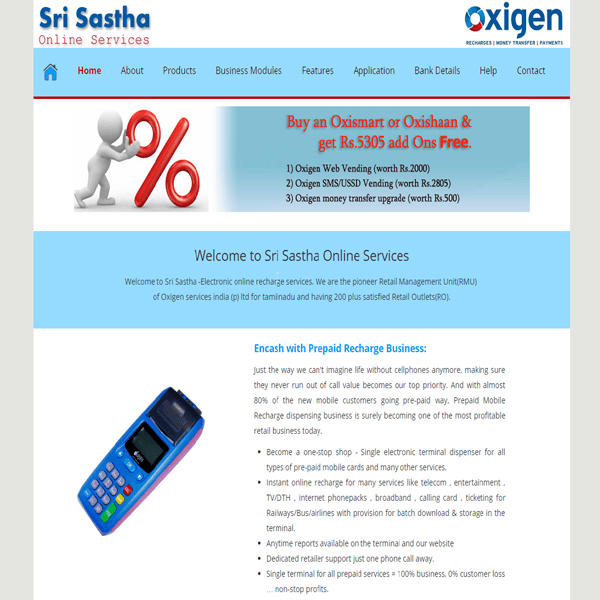 Sri Sastha
Online Services
Oxigen
RECHARGES | MONEY TRANSFER | PAYMENTS
Home About Products Business Modules Features Application Bank Details Help Contact
Buy an Oxismart or Oxishaan &
get Rs.5305 add Ons Free.
1) Oxigen Web Vending (worth Rs.2000)
2) Oxigen SMS/USSD Vending (worth Rs.2805)
3) Oxigen money transfer upgrade (worth Rs.500)
Welcome to Sri Sastha Online Services
Welcome to Sri Sastha -Electronic online recharge services. We are the pioneer Retail Management Unit(RMU)
of Oxigen services india (p) ltd for tamilnadu and having 200 plus satisfied Retail Outlets(RO).
Encash with Prepaid Recharge Business:
Just the way we can't imagine life without cellphones anymore, making sure
they never run out of call value becomes our top priority. And with almost
80% of the new mobile customers going pre-paid way, Prepaid Mobile
Recharge dispensing business is surely becoming one of the most profitable
retail business today.
Become a one-stop shop - Single electronic terminal dispenser for all
types of pre-paid mobile cards and many other services.
Instant online recharge for many services like telecom , entertainment ,
TV/DTH , internet phonepacks , broadband , calling card , ticketing for
Railways/Bus/airlines with provision for batch download & storage in the
terminal.
Anytime reports available on the terminal and our website
Dedicated retailer support just one phone call away.
Single terminal for all prepaid services = 100% business, 0% customer loss
... non-stop profits.